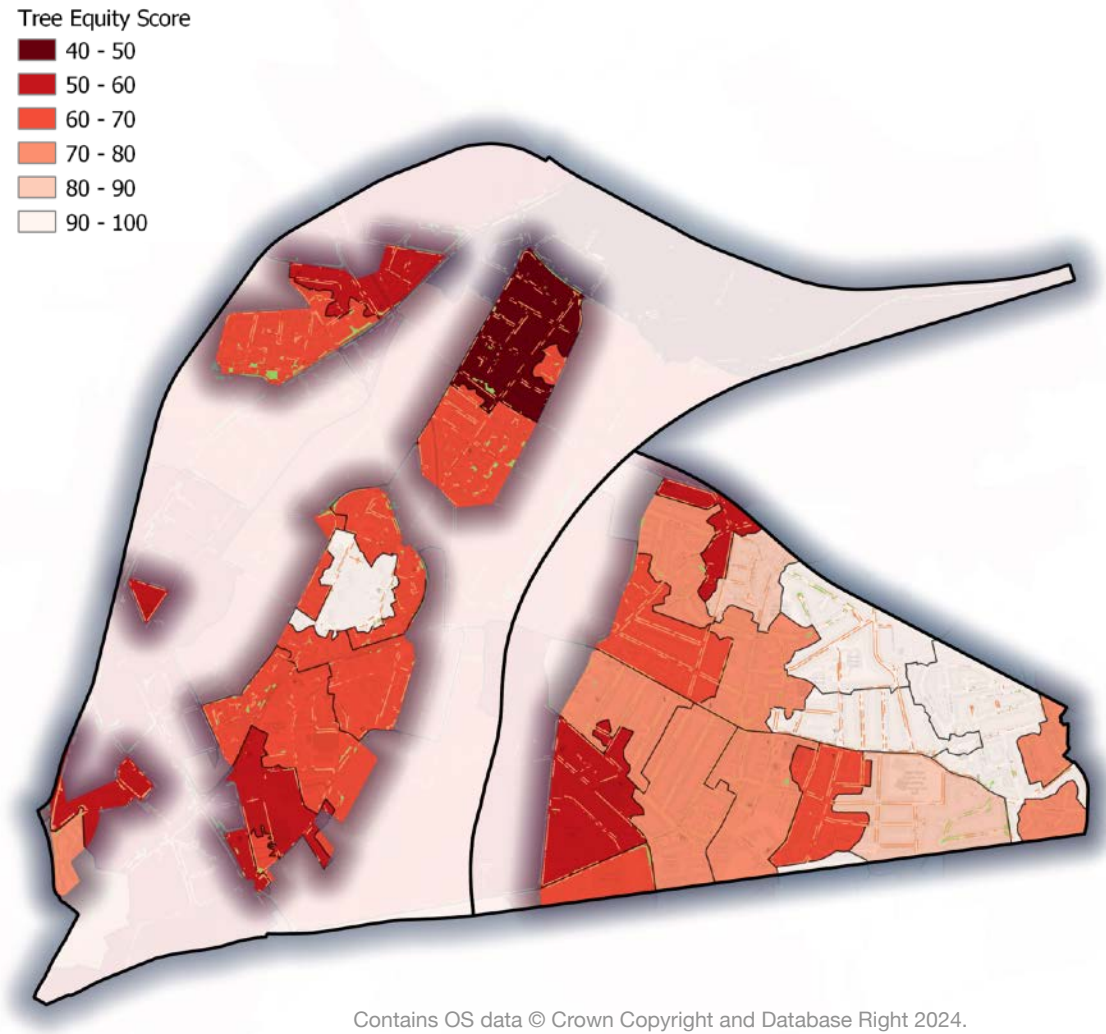 Tree Equity Score
40 - 50
50 - 60
60 - 70
70 - 80
80 - 90
90 - 100
Contains OS data © Crown Copyright and Database Right 2024.